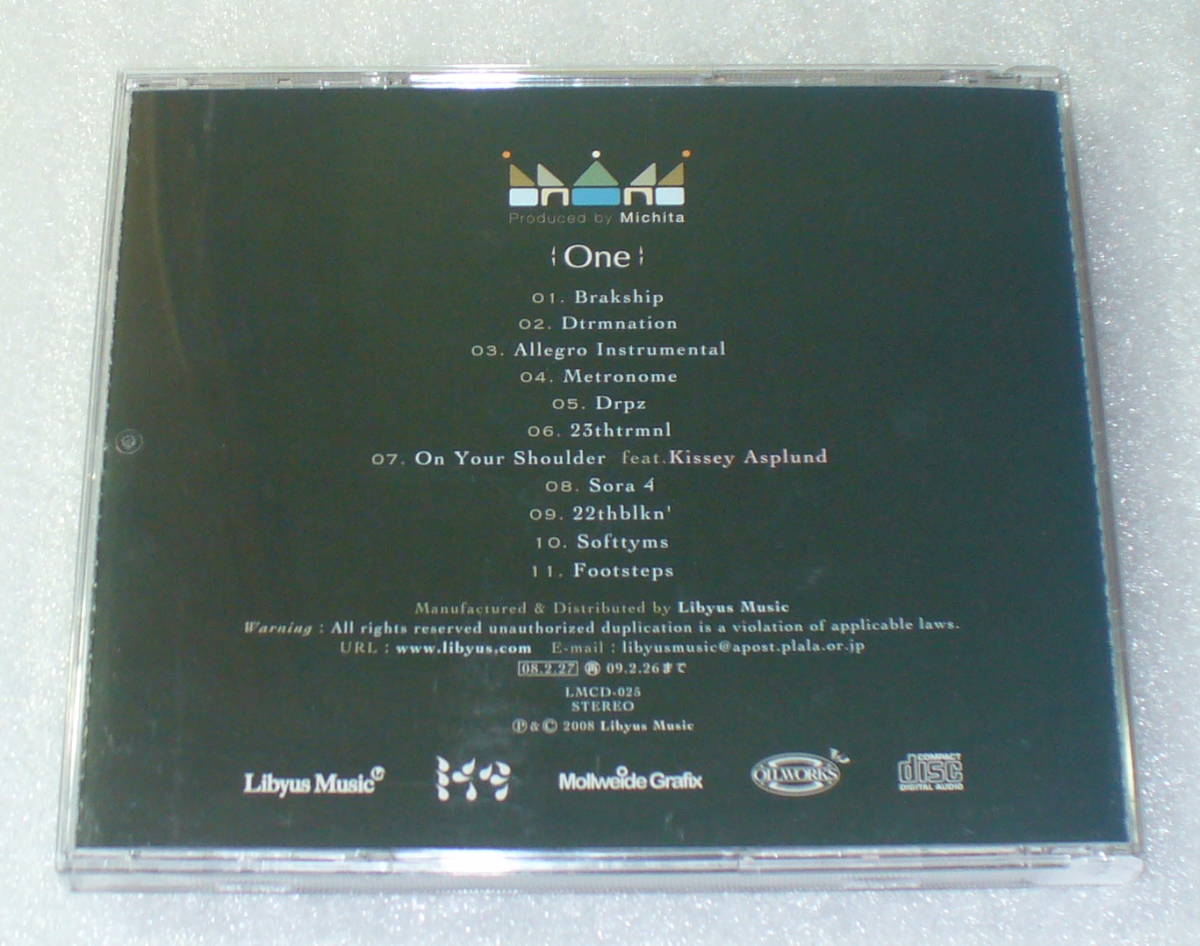 Produced by Michita
One
01. Brakship
02. Dtrmnation
03. Allegro Instrumental
04. Metronome
05. Drpz
06. 23thtrmnl
07. On Your Shoulder feat.Kissey Asplund
08. Sora 4
09. 22thblkn'
10. Softtyms
11. Footsteps
Manufactured & Distributed by Libyus Music
Warning : All rights reserved unauthorized duplication is a violation of applicable laws.
URL : www.libyus.com E-mail : libyusmusic@apost.plala.or.jp
08.2.27 ㊢ 09.2.26まで
LMCD-025
STEREO
Ⓟ & © 2008 Libyus Music
Libyus Music
Mollweide Grafix
OILWORKS
COMPACT
disc
DIGITAL AUDIO